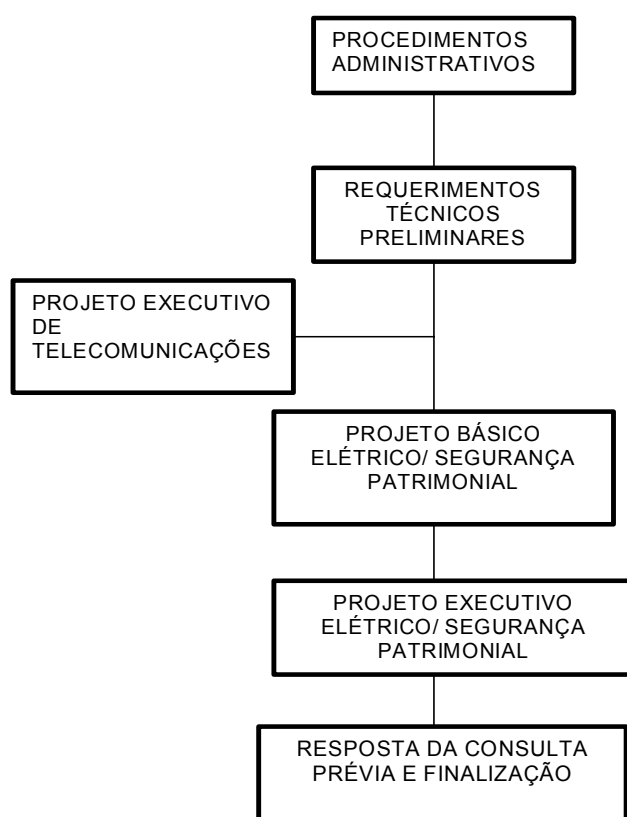 PROCEDIMENTOS
ADMINISTRATIVOS
REQUERIMENTOS
TÉCNICOS
PRELIMINARES
PROJETO EXECUTIVO
DE
TELECOMUNICAÇÕES
PROJETO BÁSICO
ELÉTRICO/ SEGURANÇA
PATRIMONIAL
PROJETO EXECUTIVO
ELÉTRICO/ SEGURANÇA
PATRIMONIAL
RESPOSTA DA CONSULTA
PRÉVIA E FINALIZAÇÃO